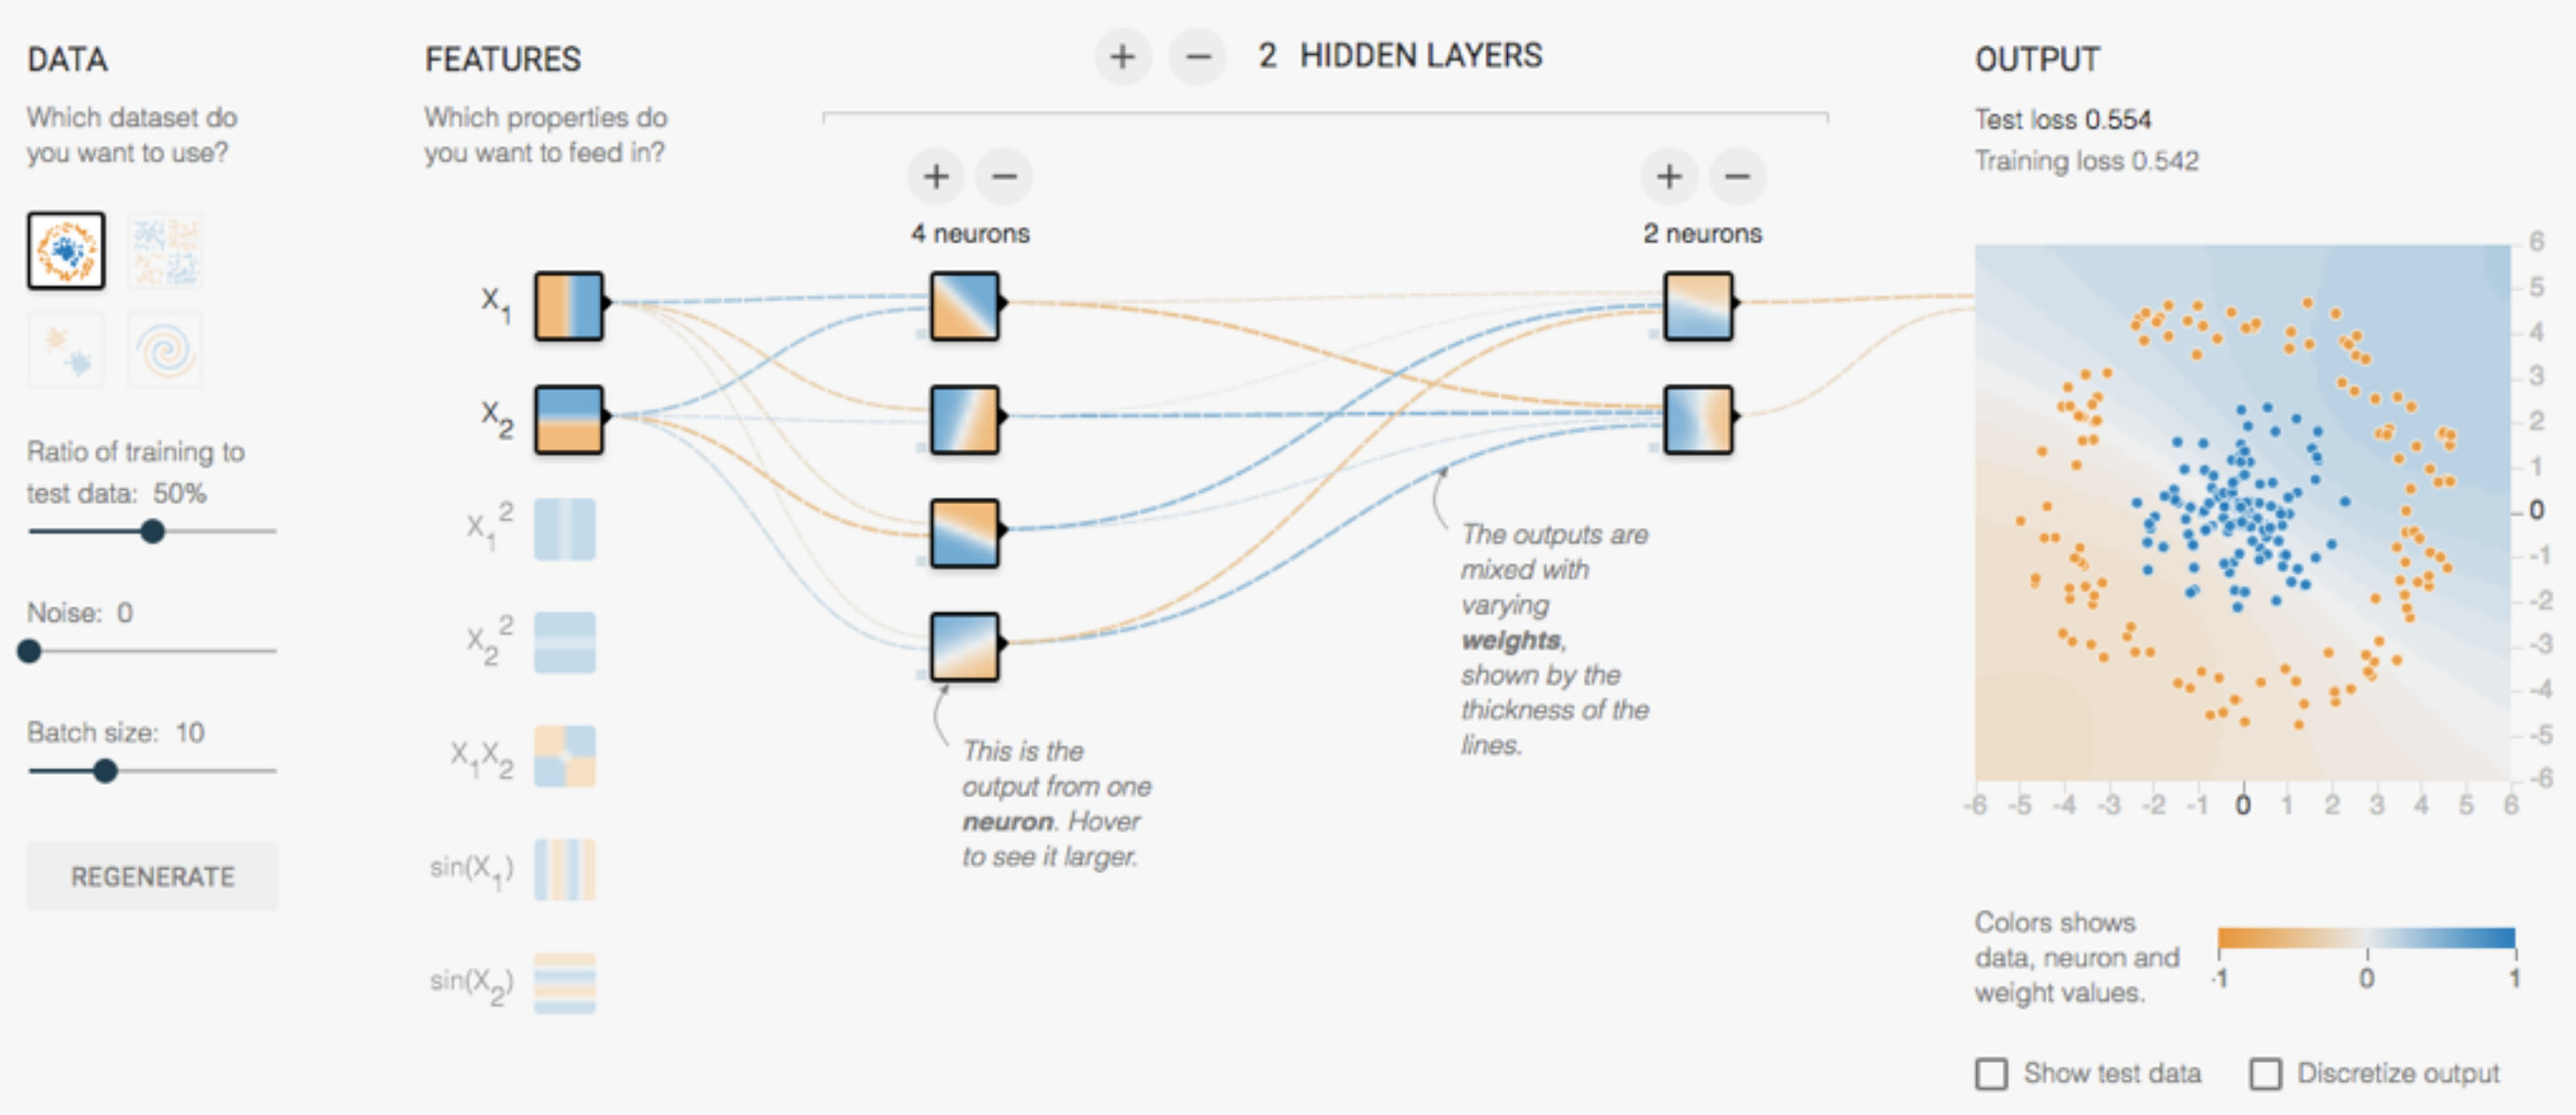 DATA
Which dataset do
you want to use?
Ratio of training to
test data: 50%
Noise: 0
Batch size: 10
REGENERATE
FEATURES
Which properties do
you want to feed in?
X1
X2
X1²
X2²
X1X2
sin(X1)
sin(X2)
+ − 2 HIDDEN LAYERS
+ −
4 neurons
+ −
2 neurons
This is the
output from one
neuron. Hover
to see it larger.
The outputs are
mixed with
varying
weights,
shown by the
thickness of the
lines.
OUTPUT
Test loss 0.554
Training loss 0.542
6
5
4
3
2
1
0
-1
-2
-3
-4
-5
-6
-6 -5 -4 -3 -2 -1 0 1 2 3 4 5 6
Colors shows
data, neuron and
weight values.
-1 0 1
Show test data
Discretize output